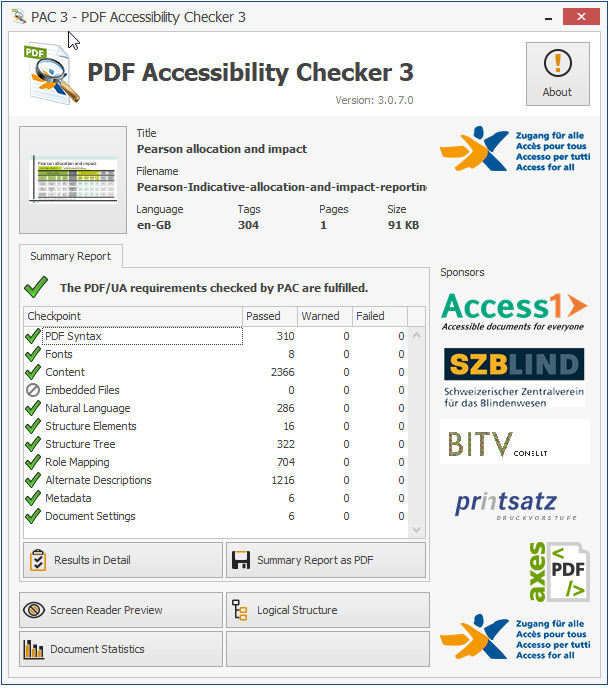 PAC 3 - PDF Accessibility Checker 3
PDF
PDF Accessibility Checker 3
Version: 3.0.7.0
About
Title
Pearson allocation and impact
Filename
Pearson-Indicative-allocation-and-impact-reporting
Language Tags Pages Size
en-GB 304 1 91 KB
Zugang für alle
Accès pour tous
Accesso per tutti
Access for all
Pearson allocation and impact
Summary Report
The PDF/UA requirements checked by PAC are fulfilled.
Checkpoint Passed Warned Failed
PDF Syntax 310 0 0
Fonts 8 0 0
Content 2366 0 0
Embedded Files 0 0 0
Natural Language 286 0 0
Structure Elements 16 0 0
Structure Tree 322 0 0
Role Mapping 704 0 0
Alternate Descriptions 1216 0 0
Metadata 6 0 0
Document Settings 6 0 0
Results in Detail
Summary Report as PDF
Screen Reader Preview
Logical Structure
Document Statistics
Sponsors
Access1
Accessible documents for everyone
SZBLIND
Schweizerischer Zentralverein
für das Blindenwesen
BITV CONSULT
printsatz
DRUCKVORSTUFE
axes
<
PDF
/>
Zugang für alle
Accès pour tous
Accesso per tutti
Access for all